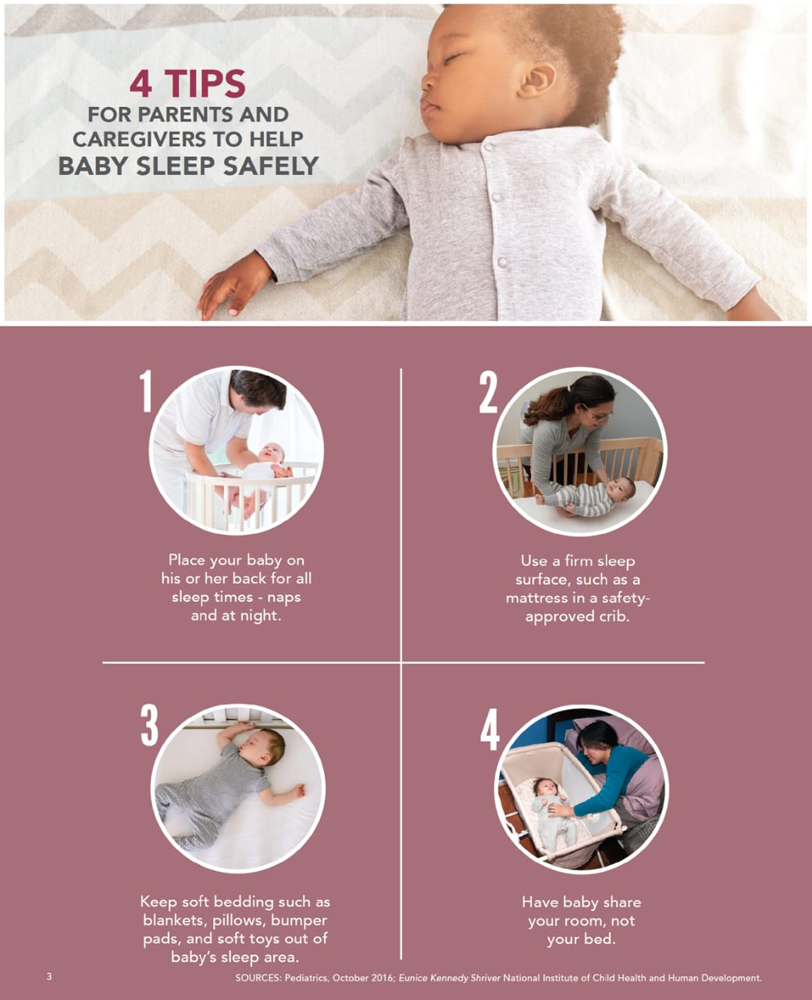 4 TIPS
FOR PARENTS AND
CAREGIVERS TO HELP
BABY SLEEP SAFELY
1
Place your baby on
his or her back for all
sleep times - naps
and at night.
2
Use a firm sleep
surface, such as a
mattress in a safety-
approved crib.
3
Keep soft bedding such as
blankets, pillows, bumper
pads, and soft toys out of
baby's sleep area.
4
Have baby share
your room, not
your bed.
3
SOURCES: Pediatrics, October 2016; Eunice Kennedy Shriver National Institute of Child Health and Human Development.